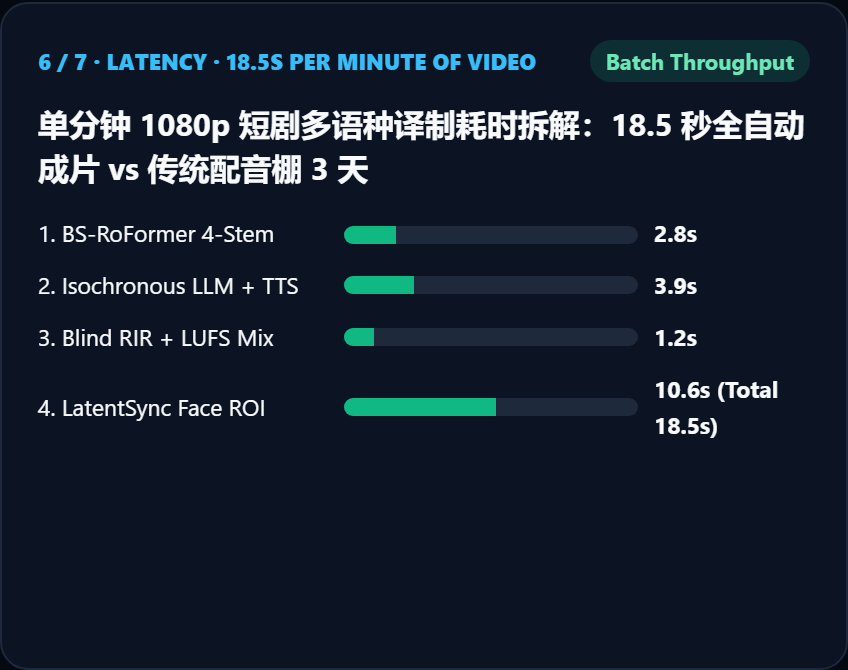 6 / 7 · LATENCY · 18.5S PER MINUTE OF VIDEO
Batch Throughput
单分钟 1080p 短剧多语种译制耗时拆解：18.5 秒全自动
成片 vs 传统配音棚 3 天
1. BS-RoFormer 4-Stem
2.8s
2. Isochronous LLM + TTS
3.9s
3. Blind RIR + LUFS Mix
1.2s
4. LatentSync Face ROI
10.6s (Total
18.5s)